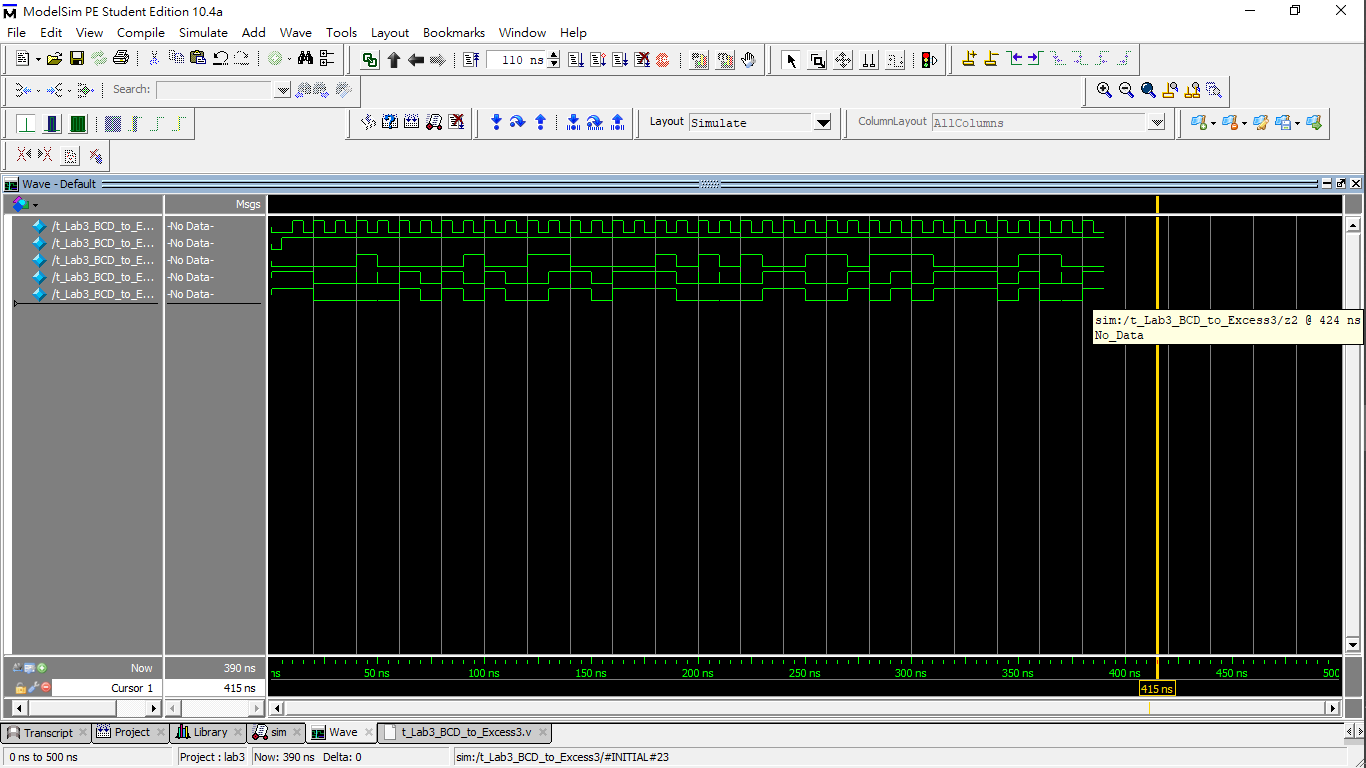 ModelSim PE Student Edition 10.4a
File Edit View Compile Simulate Add Wave Tools Layout Bookmarks Window Help
110 ns
Search:
Layout Simulate ColumnLayout AllColumns
Wave - Default
Msgs
/t_Lab3_BCD_to_E... -No Data-
/t_Lab3_BCD_to_E... -No Data-
/t_Lab3_BCD_to_E... -No Data-
/t_Lab3_BCD_to_E... -No Data-
/t_Lab3_BCD_to_E... -No Data-
sim:/t_Lab3_BCD_to_Excess3/z2 @ 424 ns
No_Data
Now 390 ns
ns 50 ns 100 ns 150 ns 200 ns 250 ns 300 ns 350 ns 400 ns 450 ns 500
Cursor 1 415 ns
415 ns
Transcript Project Library sim Wave t_Lab3_BCD_to_Excess3.v
0 ns to 500 ns Project : lab3 Now: 390 ns Delta: 0 sim:/t_Lab3_BCD_to_Excess3/#INITIAL#23